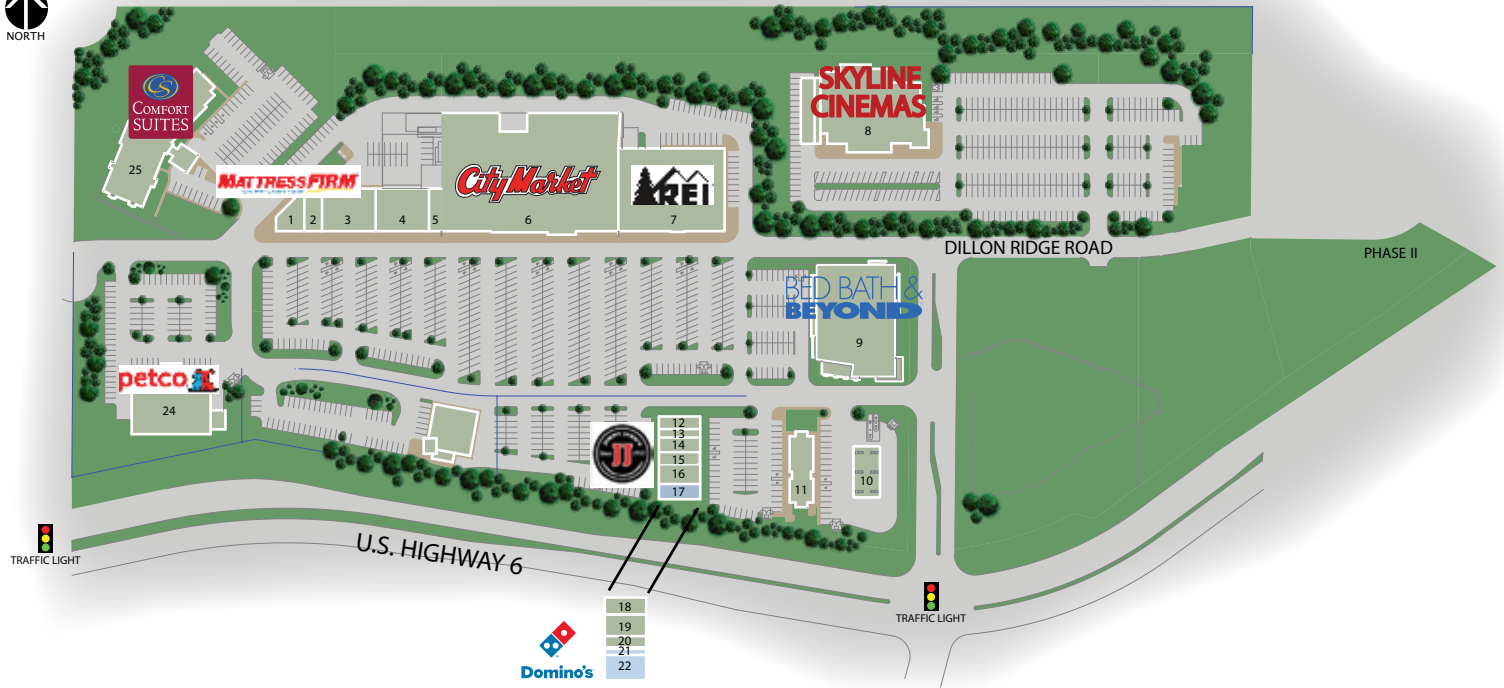 NORTH
CS
COMFORT
SUITES
25
MATTRESS FIRM
1
2
3
4
5
City Market
6
REI
7
SKYLINE
CINEMAS
8
DILLON RIDGE ROAD
PHASE II
BED BATH &
BEYOND
9
petco
24
JJ
12
13
14
15
16
17
11
10
TRAFFIC LIGHT
U.S. HIGHWAY 6
TRAFFIC LIGHT
18
19
20
21
22
Domino's